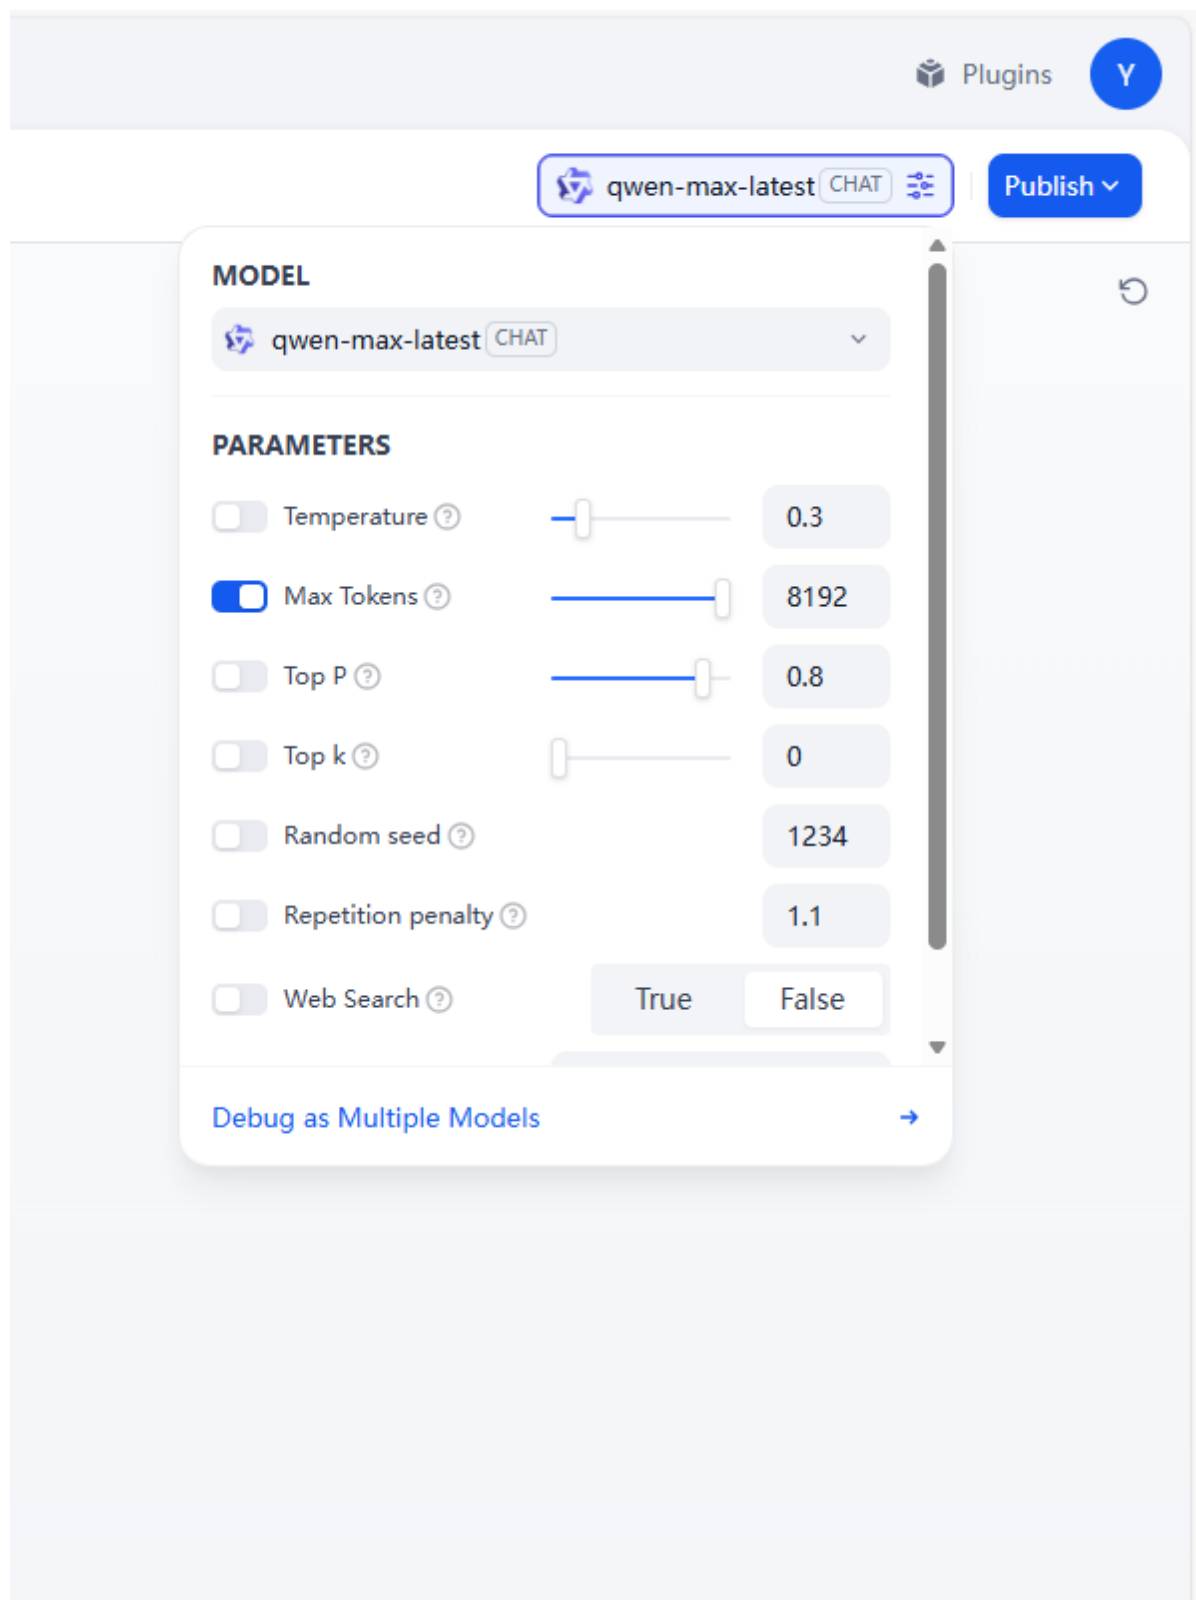 Plugins
Y
qwen-max-latest CHAT
Publish
MODEL
qwen-max-latest CHAT
PARAMETERS
Temperature ? 0.3
Max Tokens ? 8192
Top P ? 0.8
Top k ? 0
Random seed ? 1234
Repetition penalty ? 1.1
Web Search ? True False
Debug as Multiple Models